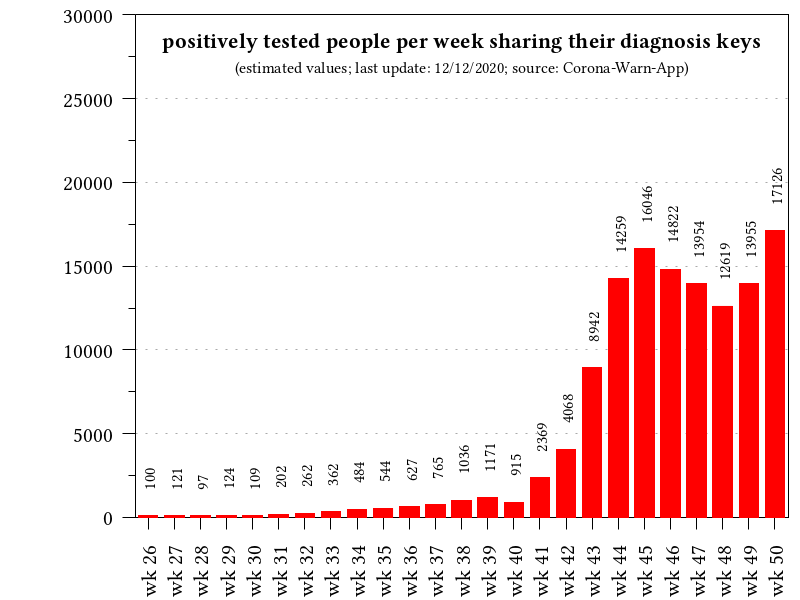 30000
positively tested people per week sharing their diagnosis keys
(estimated values; last update: 12/12/2020; source: Corona-Warn-App)
25000
20000
15000
10000
5000
0
100
121
97
124
109
202
262
362
484
544
627
765
1036
1171
915
2369
4068
8942
14259
16046
14822
13954
12619
13955
17126
wk 26
wk 27
wk 28
wk 29
wk 30
wk 31
wk 32
wk 33
wk 34
wk 35
wk 36
wk 37
wk 38
wk 39
wk 40
wk 41
wk 42
wk 43
wk 44
wk 45
wk 46
wk 47
wk 48
wk 49
wk 50